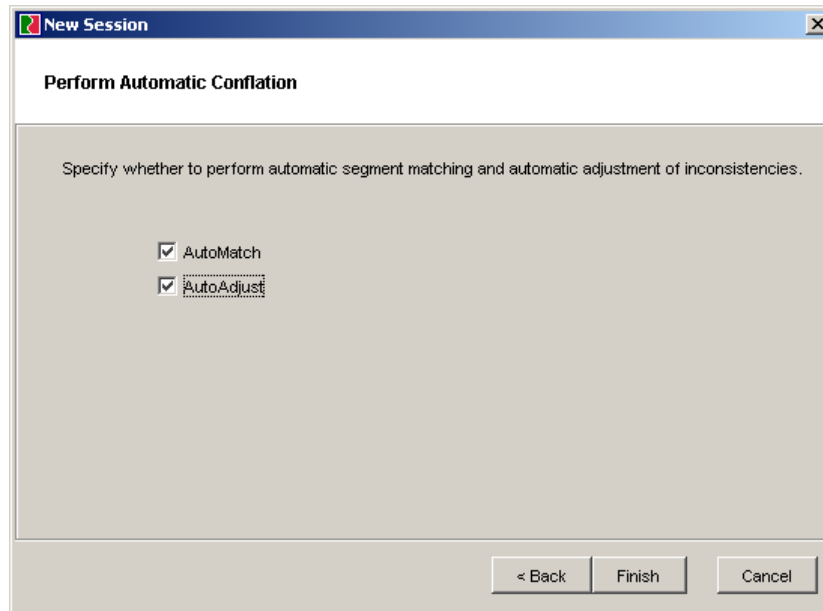 New Session
Perform Automatic Conflation
Specify whether to perform automatic segment matching and automatic adjustment of inconsistencies.
AutoMatch
AutoAdjust
< Back Finish Cancel